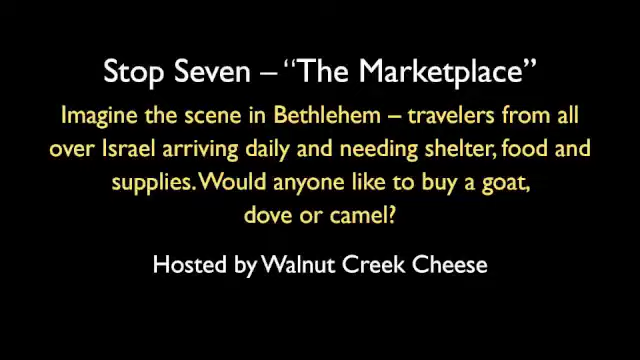 Stop Seven – “The Marketplace”
Imagine the scene in Bethlehem – travelers from all
over Israel arriving daily and needing shelter, food and
supplies. Would anyone like to buy a goat,
dove or camel?
Hosted by Walnut Creek Cheese